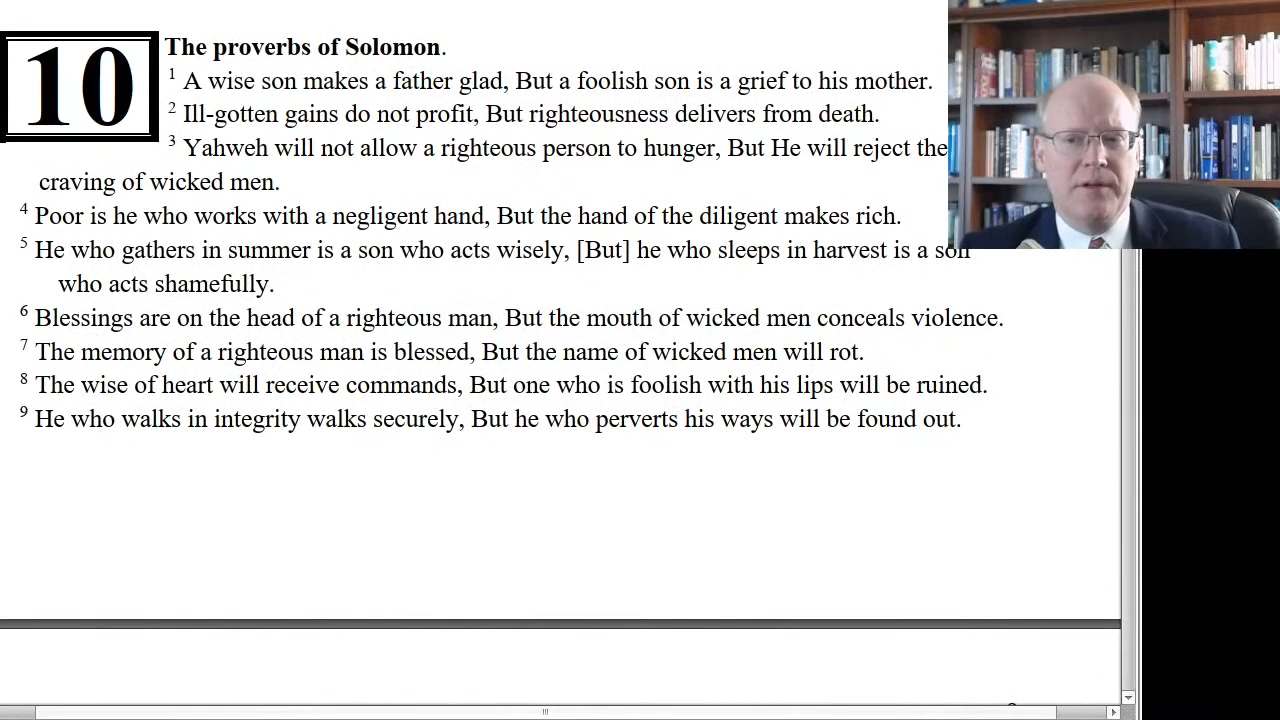 10
The proverbs of Solomon.
1 A wise son makes a father glad, But a foolish son is a grief to his mother.
2 Ill-gotten gains do not profit, But righteousness delivers from death.
3 Yahweh will not allow a righteous person to hunger, But He will reject the
craving of wicked men.
4 Poor is he who works with a negligent hand, But the hand of the diligent makes rich.
5 He who gathers in summer is a son who acts wisely, [But] he who sleeps in harvest is a son
who acts shamefully.
6 Blessings are on the head of a righteous man, But the mouth of wicked men conceals violence.
7 The memory of a righteous man is blessed, But the name of wicked men will rot.
8 The wise of heart will receive commands, But one who is foolish with his lips will be ruined.
9 He who walks in integrity walks securely, But he who perverts his ways will be found out.